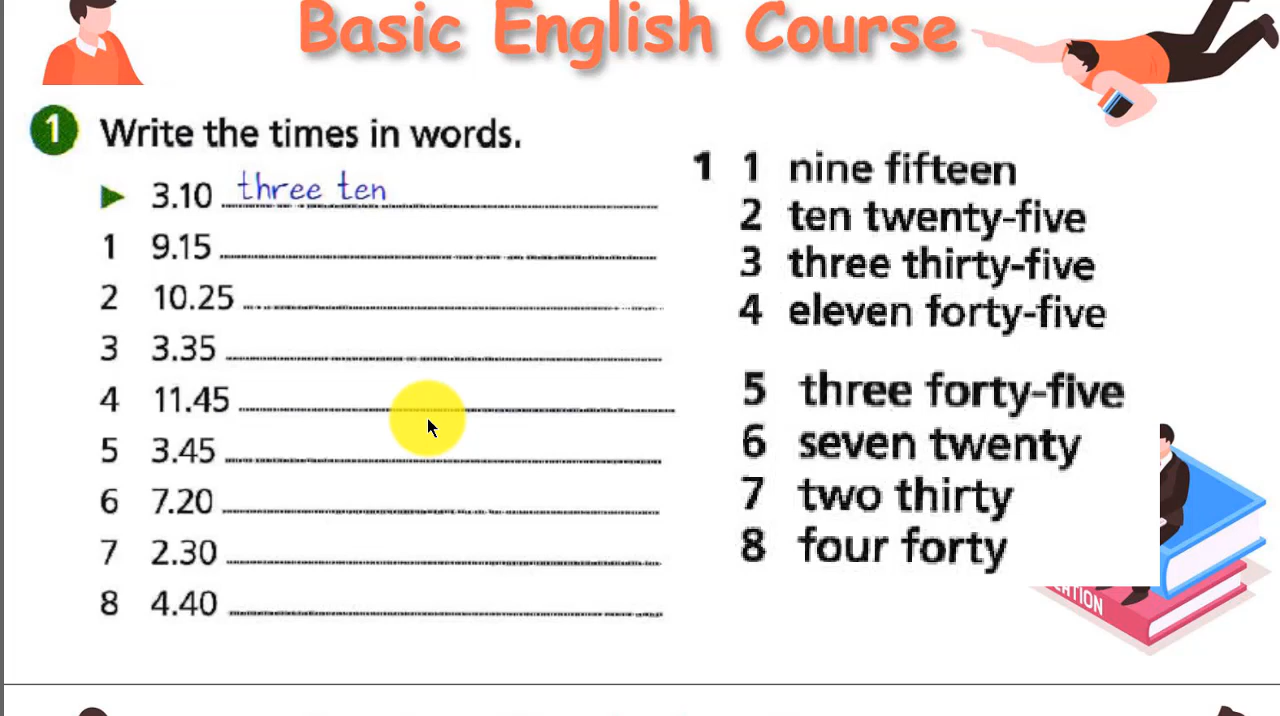 Basic English Course
1 Write the times in words.
3.10 three ten
1 9.15
2 10.25
3 3.35
4 11.45
5 3.45
6 7.20
7 2.30
8 4.40
1 1 nine fifteen
2 ten twenty-five
3 three thirty-five
4 eleven forty-five
5 three forty-five
6 seven twenty
7 two thirty
8 four forty